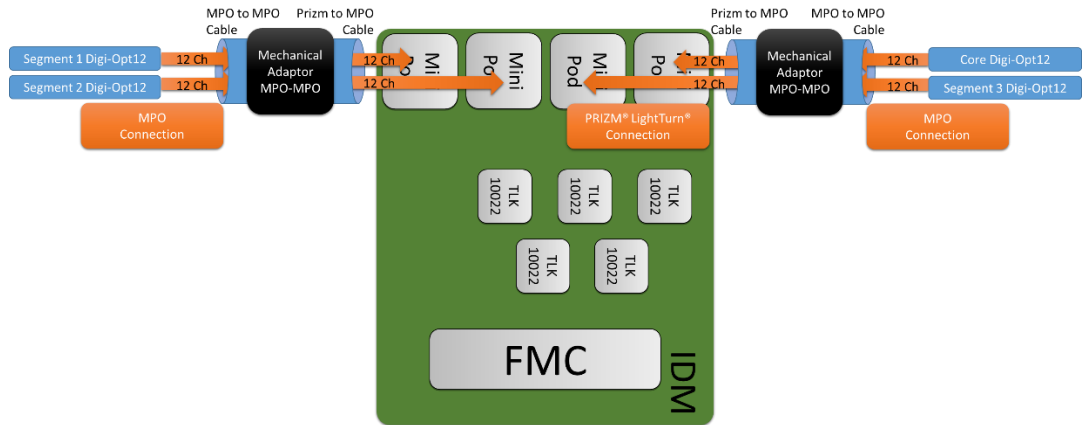 MPO to MPO
Cable
Prizm to MPO
Cable
Prizm to MPO
Cable
MPO to MPO
Cable
Segment 1 Digi-Opt12
12 Ch
Segment 2 Digi-Opt12
12 Ch
Mechanical
Adaptor
MPO-MPO
12 Ch
12 Ch
MPO
Connection
Mini
Pod
Mini
Pod
Mini
Pod
Mini
Pod
12 Ch
12 Ch
PRIZM® LightTurn®
Connection
Mechanical
Adaptor
MPO-MPO
12 Ch
Core Digi-Opt12
12 Ch
Segment 3 Digi-Opt12
MPO
Connection
TLK
10022
TLK
10022
TLK
10022
TLK
10022
TLK
10022
FMC
IDM